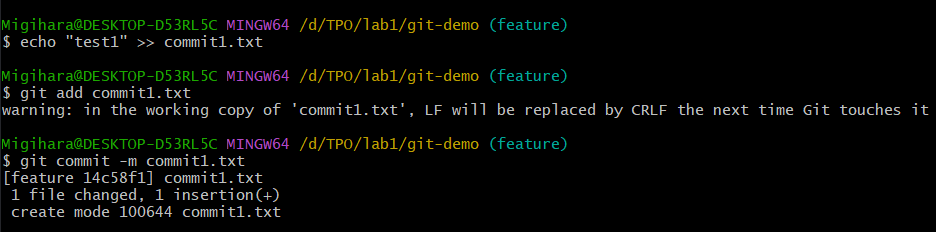 Migihara@DESKTOP-D53RL5C MINGW64 /d/TPO/lab1/git-demo (feature)
$ echo "test1" >> commit1.txt
Migihara@DESKTOP-D53RL5C MINGW64 /d/TPO/lab1/git-demo (feature)
$ git add commit1.txt
warning: in the working copy of 'commit1.txt', LF will be replaced by CRLF the next time Git touches it
Migihara@DESKTOP-D53RL5C MINGW64 /d/TPO/lab1/git-demo (feature)
$ git commit -m commit1.txt
[feature 14c58f1] commit1.txt
 1 file changed, 1 insertion(+)
 create mode 100644 commit1.txt